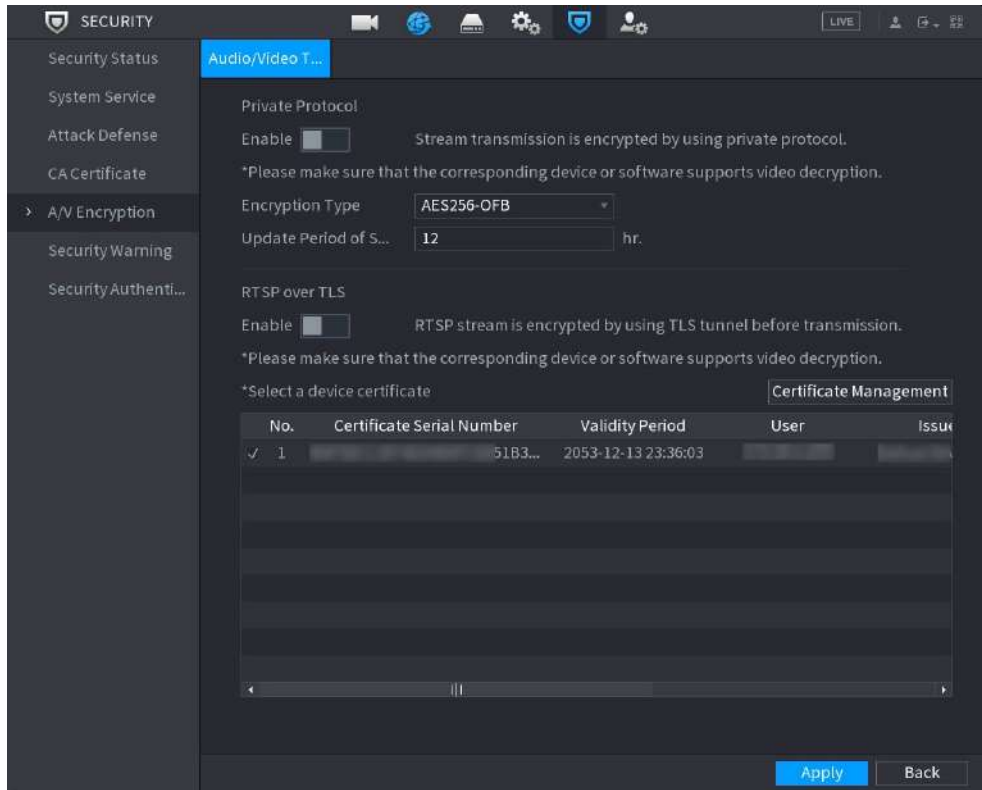 SECURITY
LIVE
Security Status
System Service
Attack Defense
CA Certificate
A/V Encryption
Security Warning
Security Authenti...
Audio/Video T...
Private Protocol
Enable Stream transmission is encrypted by using private protocol.
*Please make sure that the corresponding device or software supports video decryption.
Encryption Type AES256-OFB
Update Period of S... 12 hr.
RTSP over TLS
Enable RTSP stream is encrypted by using TLS tunnel before transmission.
*Please make sure that the corresponding device or software supports video decryption.
*Select a device certificate Certificate Management
No. Certificate Serial Number Validity Period User Issue
1 51B3... 2053-12-13 23:36:03
Apply Back